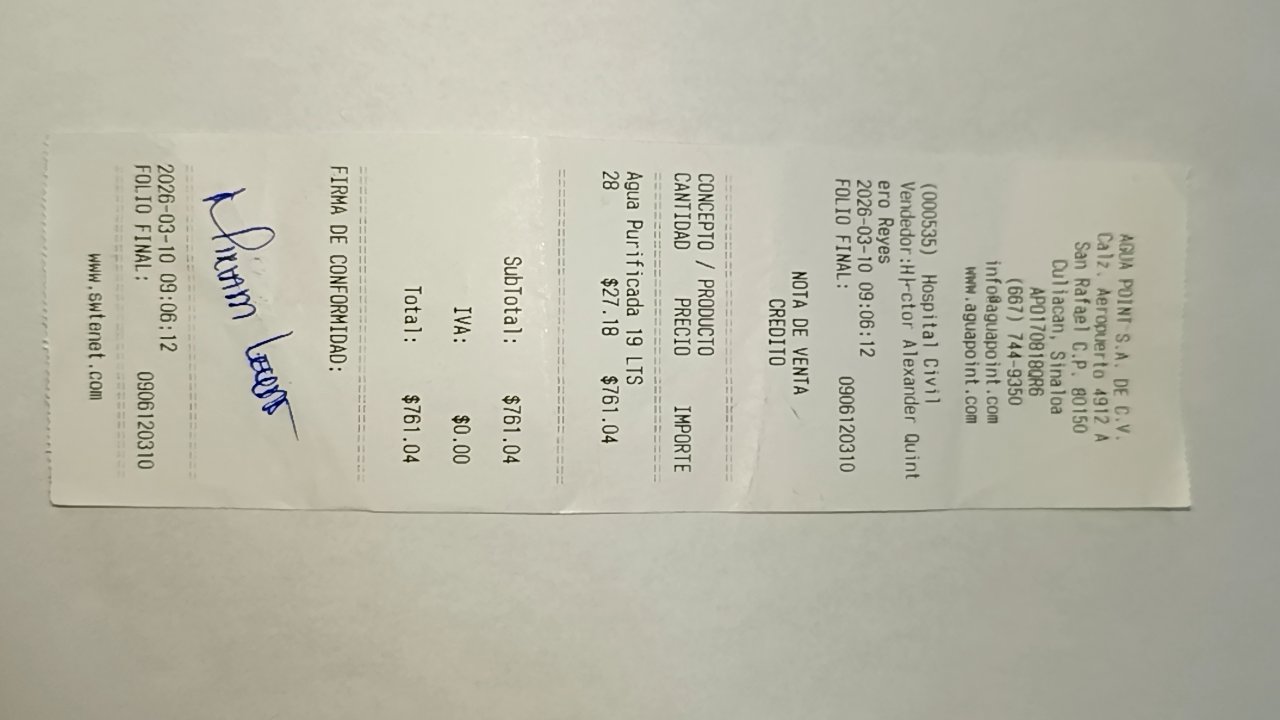 AGUA POINT S.A. DE C.V.
Calz. Aeropuerto 4912 A
San Rafael C.P. 80150
Culiacan, Sinaloa
APO170818QR6
(667) 744-9350
info@aguapoint.com
www.aguapoint.com
(000535) Hospital Civil
Vendedor:H├ctor Alexander Quint
ero Reyes
2026-03-10 09:06:12
FOLIO FINAL: 0906120310
NOTA DE VENTA
CREDITO
CONCEPTO / PRODUCTO
CANTIDAD PRECIO IMPORTE
Agua Purificada 19 LTS
28 $27.18 $761.04
SubTotal: $761.04
IVA: $0.00
Total: $761.04
FIRMA DE CONFORMIDAD:
2026-03-10 09:06:12
FOLIO FINAL: 0906120310
www.swtenet.com